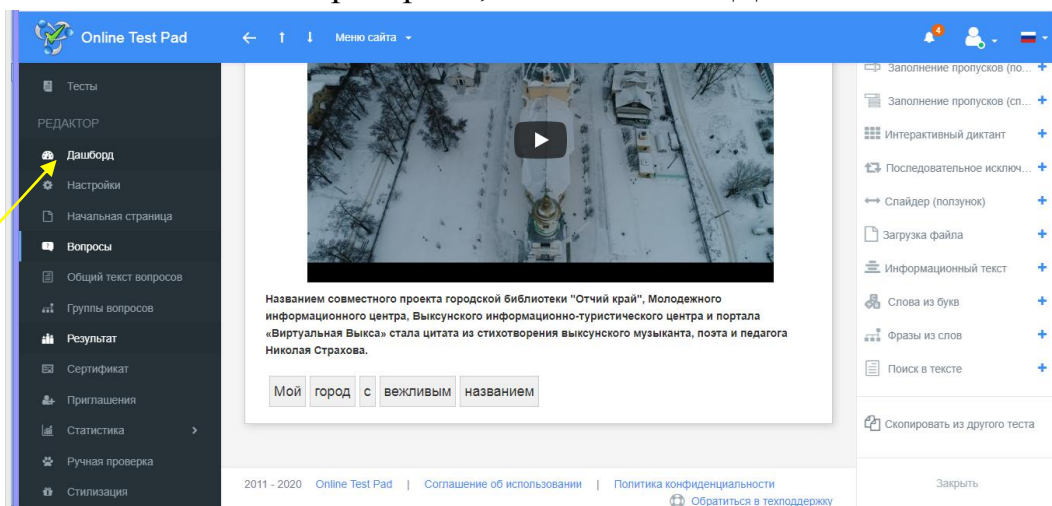 Online Test Pad
Меню сайта
4
Тесты
РЕДАКТОР
Дашборд
Настройки
Начальная страница
Вопросы
Общий текст вопросов
Группы вопросов
Результат
Сертификат
Приглашения
Статистика
Ручная проверка
Стилизация
Названием совместного проекта городской библиотеки "Отчий край", Молодежного
информационного центра, Выксунского информационно-туристического центра и портала
«Виртуальная Выкса» стала цитата из стихотворения выксунского музыканта, поэта и педагога
Николая Страхова.
Мой город с вежливым названием
2011 - 2020 Online Test Pad | Соглашение об использовании | Политика конфиденциальности
Обратиться в техподдержку
Заполнение пропусков (по...
Заполнение пропусков (сп...
Интерактивный диктант
Последовательное исключ...
Слайдер (ползунок)
Загрузка файла
Информационный текст
Слова из букв
Фразы из слов
Поиск в тексте
Скопировать из другого теста
Закрыть